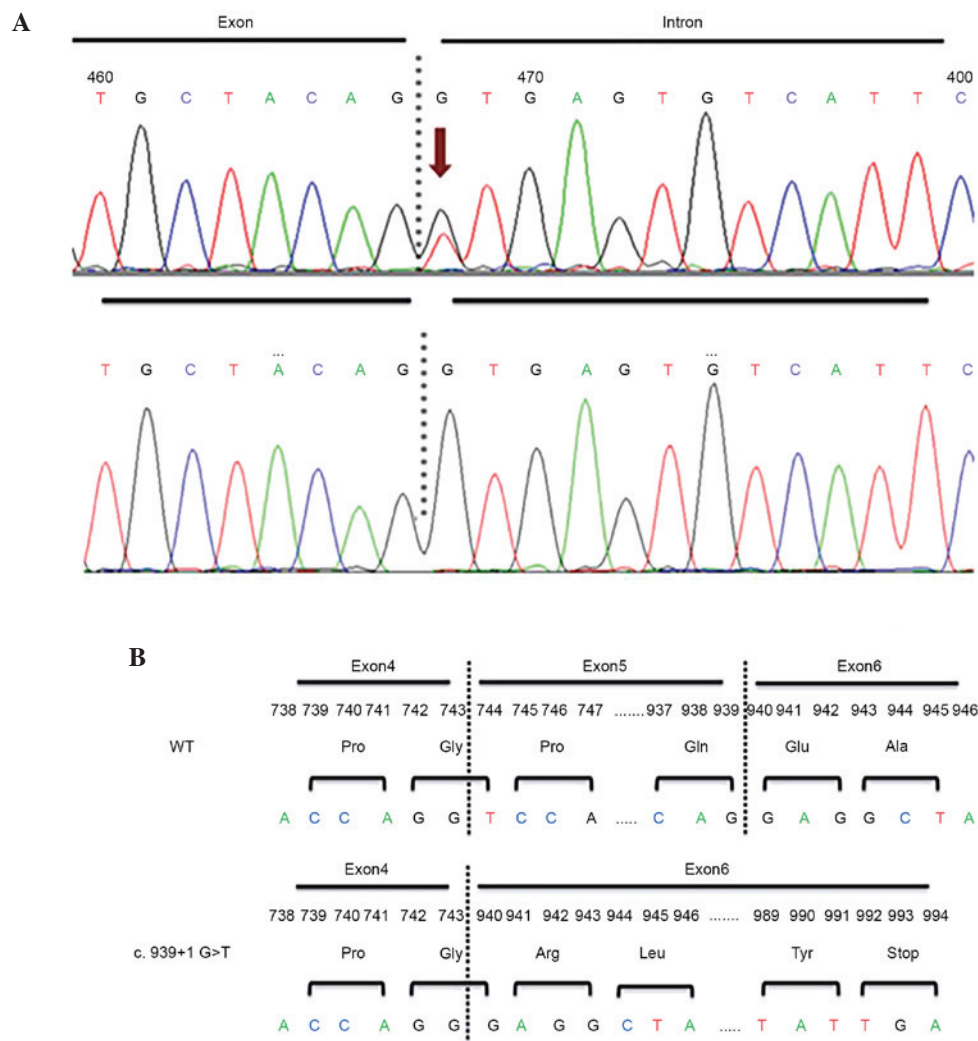 A
Exon Intron
460 470 400
T G C T A C A G G T G A G T G T C A T T C
... ...
T G C T A C A G G T G A G T G T C A T T C
B
Exon4 Exon5 Exon6
738 739 740 741 742 743 744 745 746 747 ....... 937 938 939 940 941 942 943 944 945 946
WT Pro Gly Pro Gln Glu Ala
A C C A G G T C C A ..... C A G G A G G C T A
Exon4 Exon6
738 739 740 741 742 743 940 941 942 943 944 945 946 ....... 989 990 991 992 993 994
c. 939+1 G>T Pro Gly Arg Leu Tyr Stop
A C C A G G G A G G C T A ..... T A T T G A